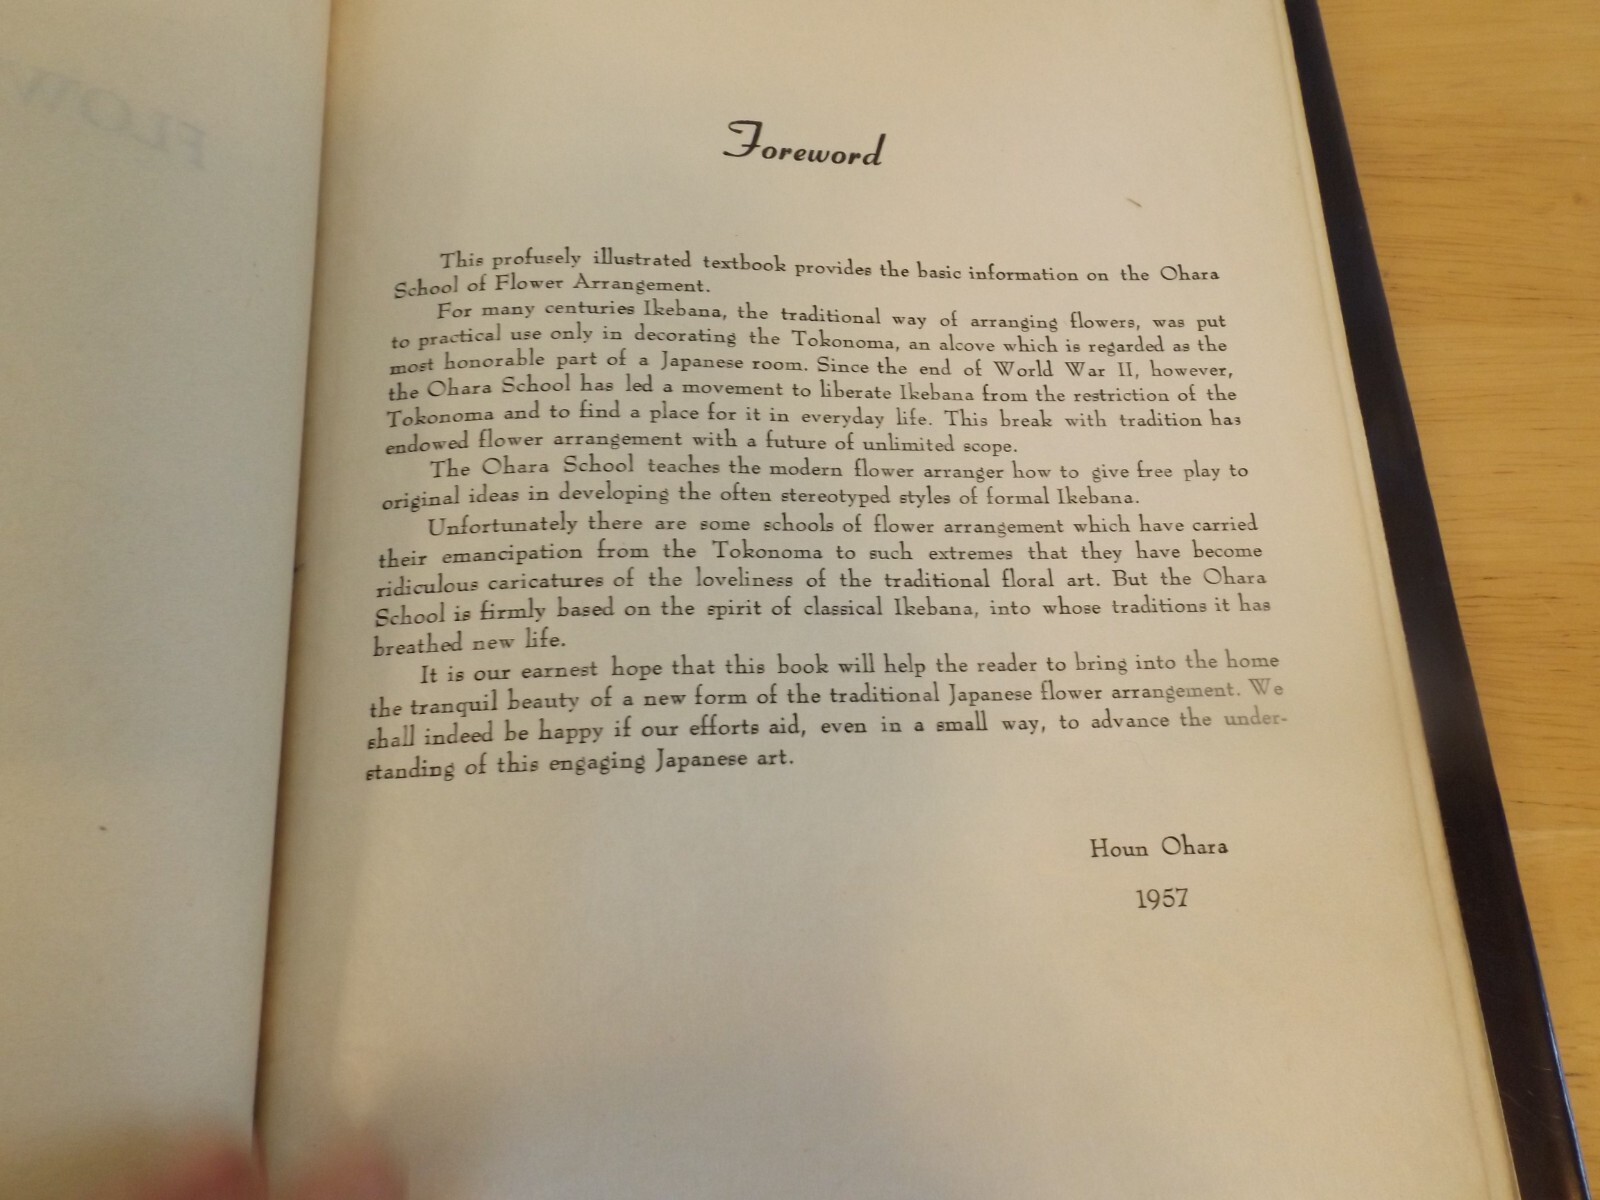 Foreword
This profusely illustrated textbook provides the basic information on the Ohara
School of Flower Arrangement.
For many centuries Ikebana, the traditional way of arranging flowers, was put
to practical use only in decorating the Tokonoma, an alcove which is regarded as the
most honorable part of a Japanese room. Since the end of World War II, however,
the Ohara School has led a movement to liberate Ikebana from the restriction of the
Tokonoma and to find a place for it in everyday life. This break with tradition has
endowed flower arrangement with a future of unlimited scope.
The Ohara School teaches the modern flower arranger how to give free play to
original ideas in developing the often stereotyped styles of formal Ikebana.
Unfortunately there are some schools of flower arrangement which have carried
their emancipation from the Tokonoma to such extremes that they have become
ridiculous caricatures of the loveliness of the traditional floral art. But the Ohara
School is firmly based on the spirit of classical Ikebana, into whose traditions it has
breathed new life.
It is our earnest hope that this book will help the reader to bring into the home
the tranquil beauty of a new form of the traditional Japanese flower arrangement. We
shall indeed be happy if our efforts aid, even in a small way, to advance the under-
standing of this engaging Japanese art.
Houn Ohara
1957